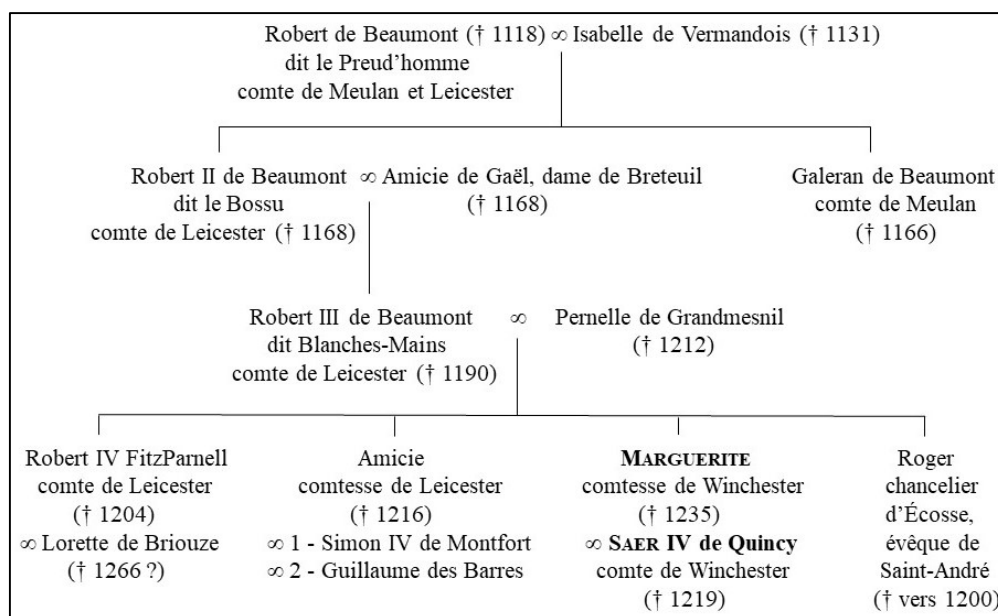 Robert de Beaumont († 1118) ∞ Isabelle de Vermandois († 1131)
dit le Preud’homme
comte de Meulan et Leicester
Robert II de Beaumont ∞ Amicie de Gaël, dame de Breteuil
dit le Bossu († 1168)
comte de Leicester († 1168)
Galeran de Beaumont
comte de Meulan
(† 1166)
Robert III de Beaumont ∞ Pernelle de Grandmesnil
dit Blanches-Mains († 1212)
comte de Leicester († 1190)
Robert IV FitzParnell
comte de Leicester
(† 1204)
∞ Lorette de Briouze
(† 1266 ?)
Amicie
comtesse de Leicester
(† 1216)
∞ 1 - Simon IV de Montfort
∞ 2 - Guillaume des Barres
MARGUERITE
comtesse de Winchester
(† 1235)
∞ SAER IV de Quincy
comte de Winchester
(† 1219)
Roger
chancelier
d’Écosse,
évêque de
Saint-André
(† vers 1200)